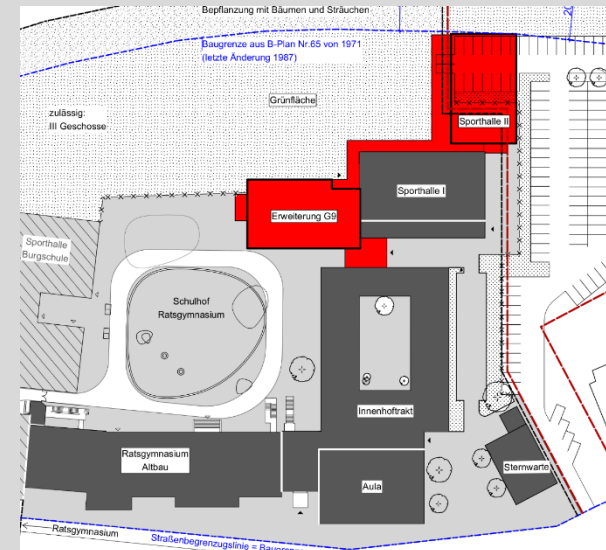 Bepflanzung mit Bäumen und Sträuchen
Baugrenze aus B-Plan Nr.65 von 1971
(letzte Änderung 1987)
Grünfläche
zulässig:
III Geschosse
Sporthalle II
Sporthalle I
Erweiterung G9
Sporthalle
Burgschule
Schulhof
Ratsgymnasium
Innenhoftrakt
Ratsgymnasium
Altbau
Sternwarte
Aula
Ratsgymnasium
Straßenbegrenzungslinie =